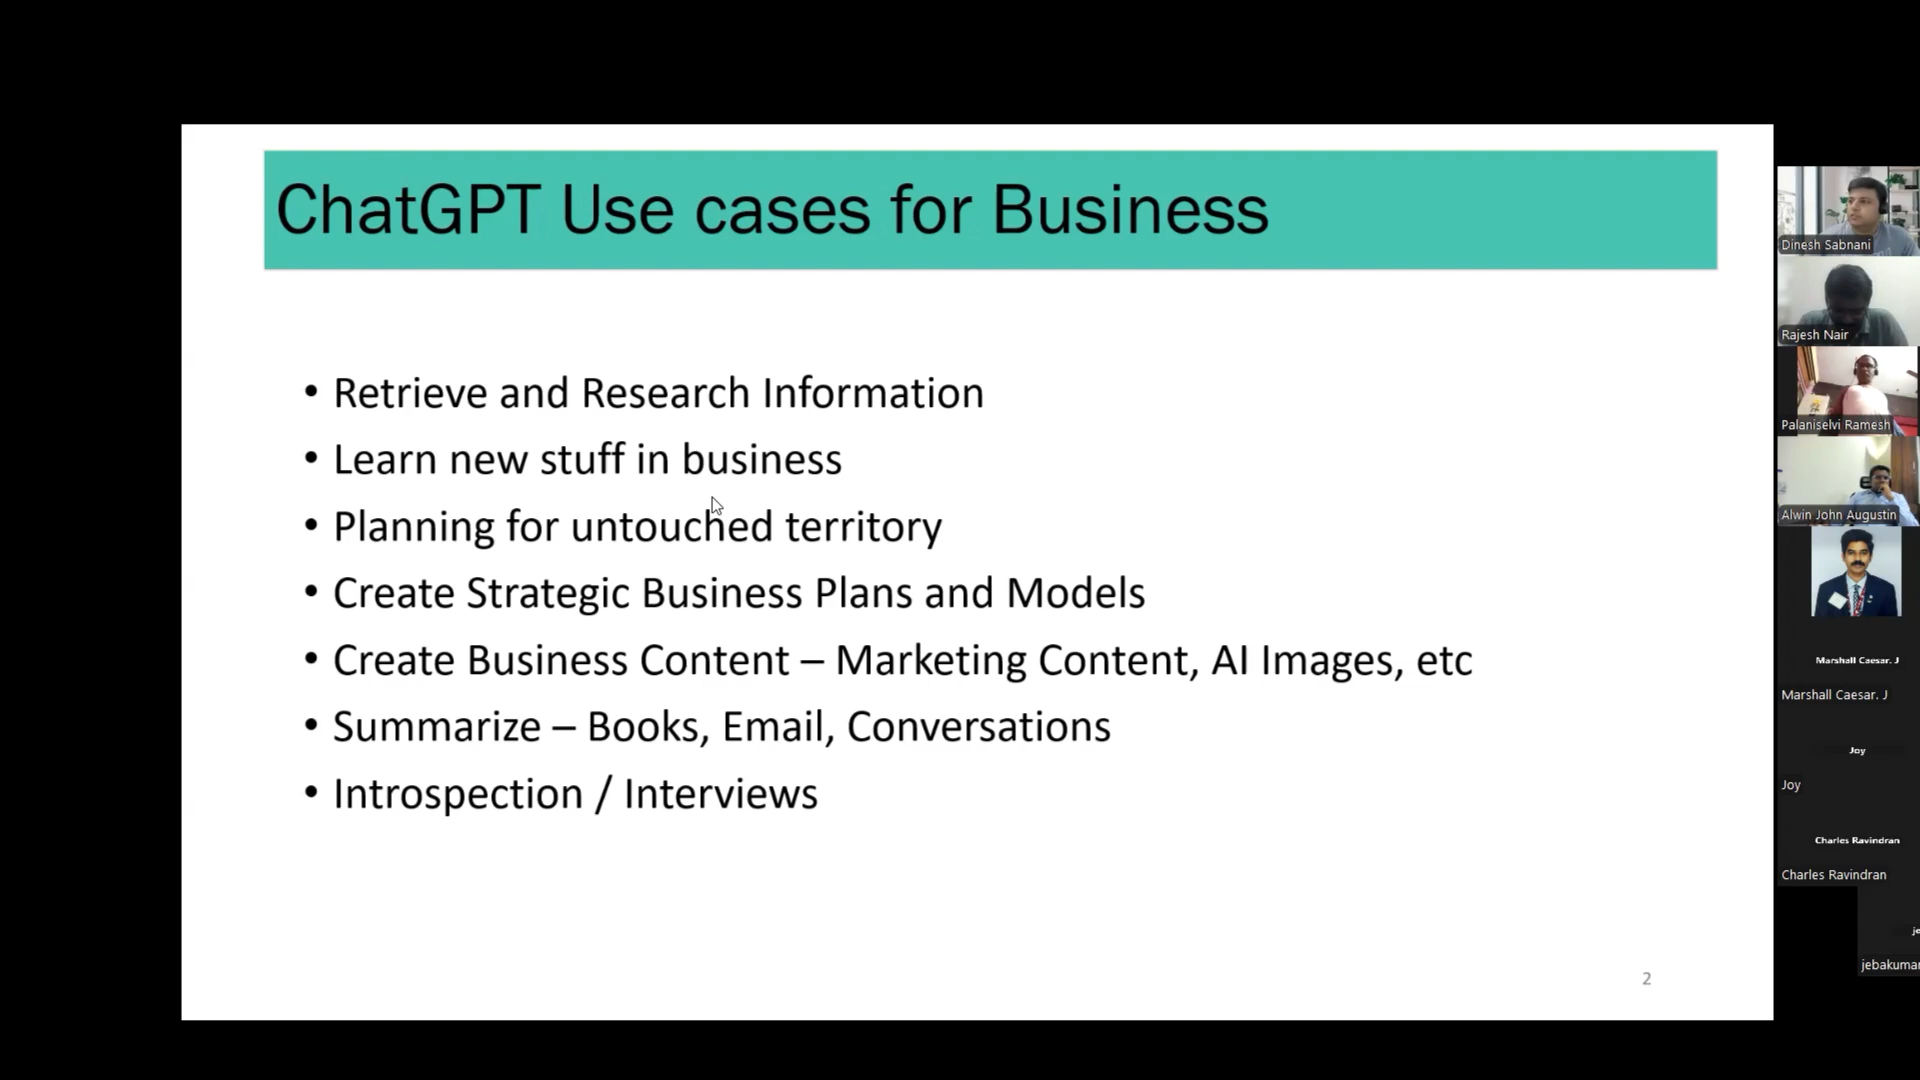 ChatGPT Use cases for Business
• Retrieve and Research Information
• Learn new stuff in business
• Planning for untouched territory
• Create Strategic Business Plans and Models
• Create Business Content – Marketing Content, AI Images, etc
• Summarize – Books, Email, Conversations
• Introspection / Interviews
2
Dinesh Sabnani
Rajesh Nair
Palaniselvi Ramesh
Alwin John Augustin
Marshall Caesar. J
Marshall Caesar. J
Joy
Joy
Charles Ravindran
Charles Ravindran
je
jebakumar